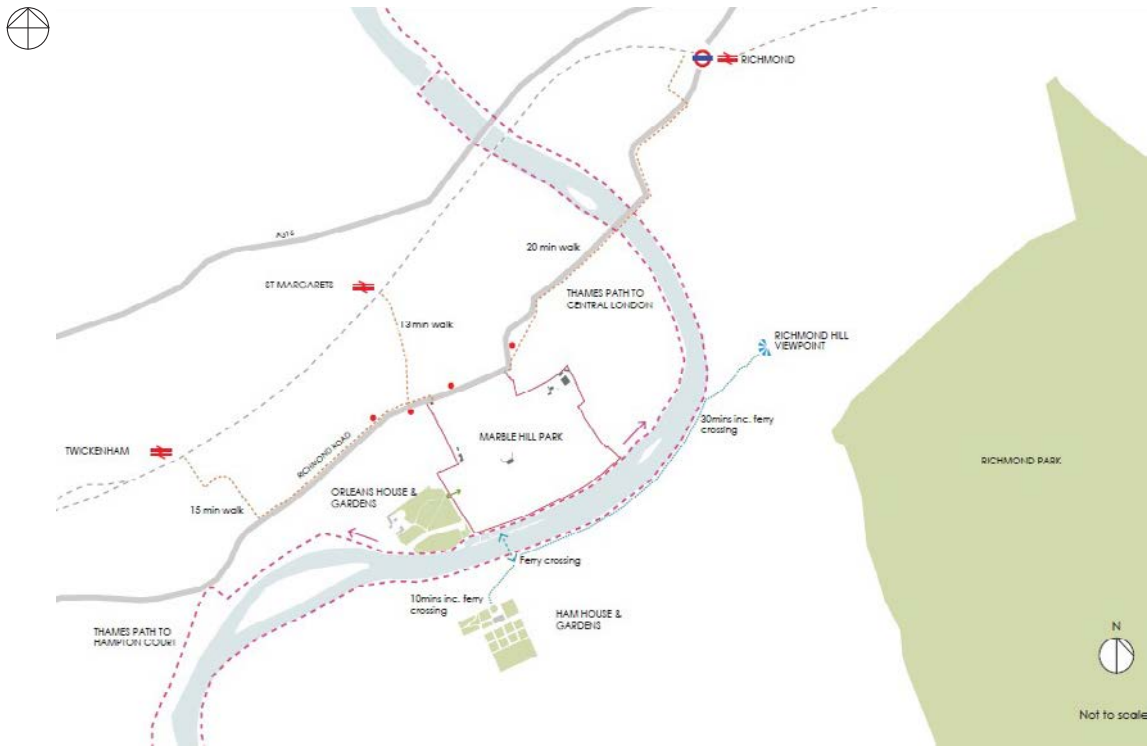 RICHMOND
A316
20 min walk
ST MARGARETS
THAMES PATH TO
CENTRAL LONDON
13 min walk
RICHMOND HILL
VIEWPOINT
30mins inc. ferry
crossing
MARBLE HILL PARK
TWICKENHAM
RICHMOND ROAD
RICHMOND PARK
ORLEANS HOUSE &
GARDENS
15 min walk
Ferry crossing
10mins inc. ferry
crossing
HAM HOUSE &
GARDENS
THAMES PATH TO
HAMPTON COURT
N
Not to scale